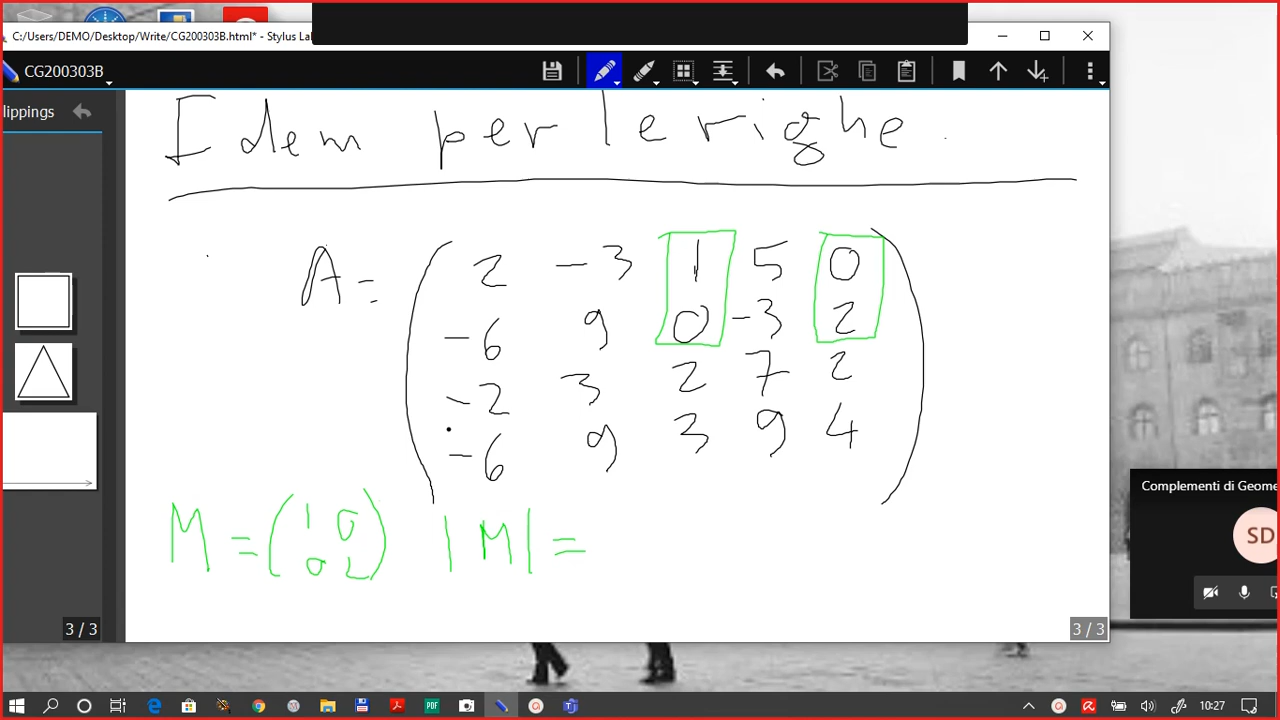 C:/Users/DEMO/Desktop/Write/CG200303B.html* - Stylus La
CG200303B
lippings
Idem per le righe.
A = ( 2 -3 1 5 0
-6 9 0 -3 2
-2 3 2 7 2
-6 9 3 9 4 )
M = ( 1 0
0 2 ) |M| =
Complementi di Geome
SD
3 / 3
3 / 3
PDF
10:27